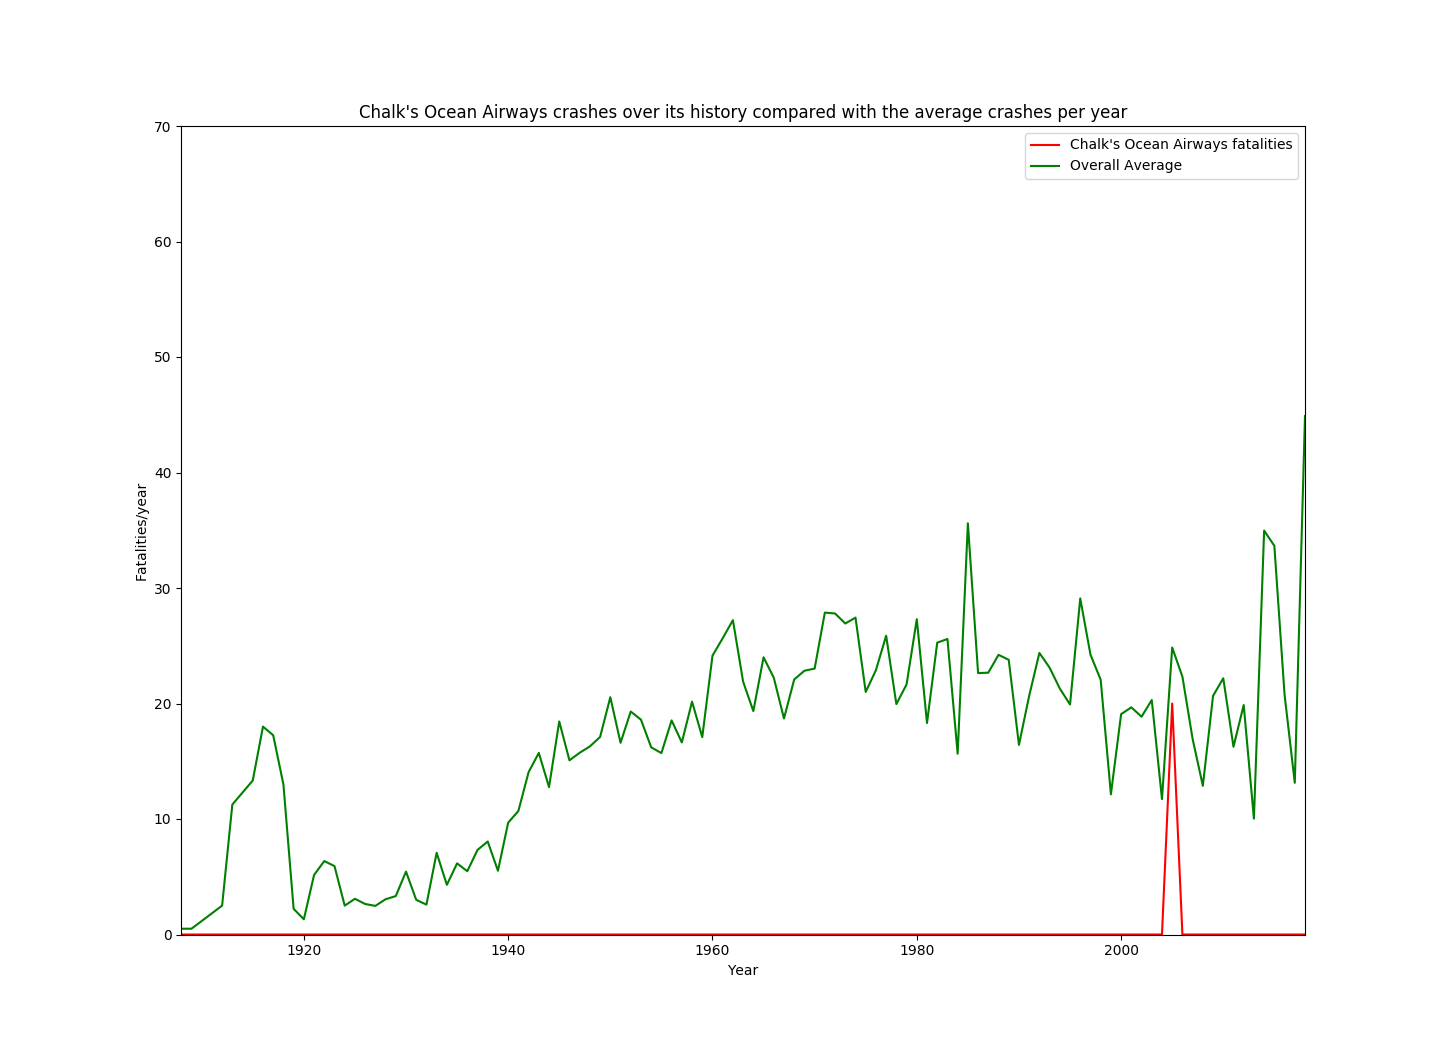 Chalk's Ocean Airways crashes over its history compared with the average crashes per year
Chalk's Ocean Airways fatalities
Overall Average
70
60
50
40
30
20
10
0
Fatalities/year
1920 1940 1960 1980 2000
Year